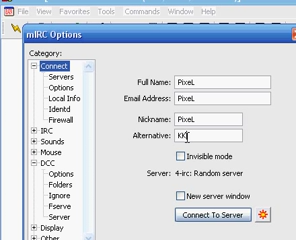 File View Favorites Tools Commands Window Help
mIRC Options
Category:
Connect
Servers
Options
Local Info
Identd
Firewall
IRC
Sounds
Mouse
DCC
Options
Folders
Ignore
Fserve
Server
Display
Other
Full Name: PixeL
Email Address: PixeL
Nickname: PixeL
Alternative: KK
Invisible mode
Server: 4-irc: Random server
New server window
Connect To Server